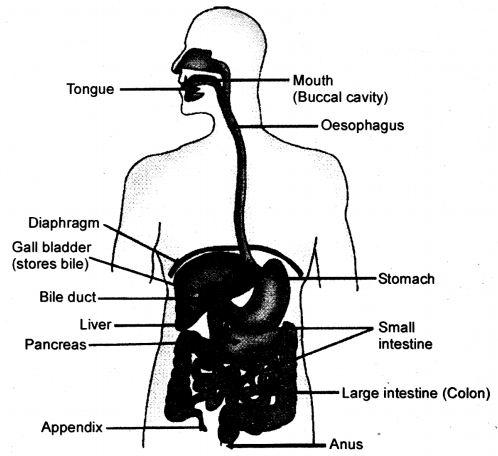 Tongue
Mouth
(Buccal cavity)
Oesophagus
Diaphragm
Gall bladder
(stores bile)
Bile duct
Liver
Pancreas
Appendix
Stomach
Small
intestine
Large intestine (Colon)
Anus